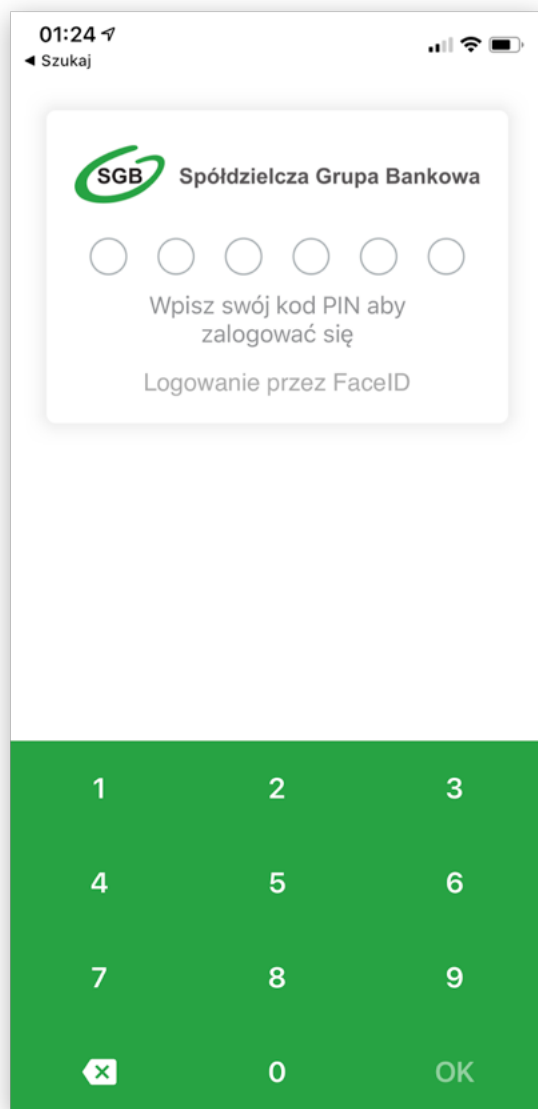 01:24
◀ Szukaj
SGB Spółdzielcza Grupa Bankowa
Wpisz swój kod PIN aby
zalogować się
Logowanie przez FaceID
1 2 3
4 5 6
7 8 9
0 OK